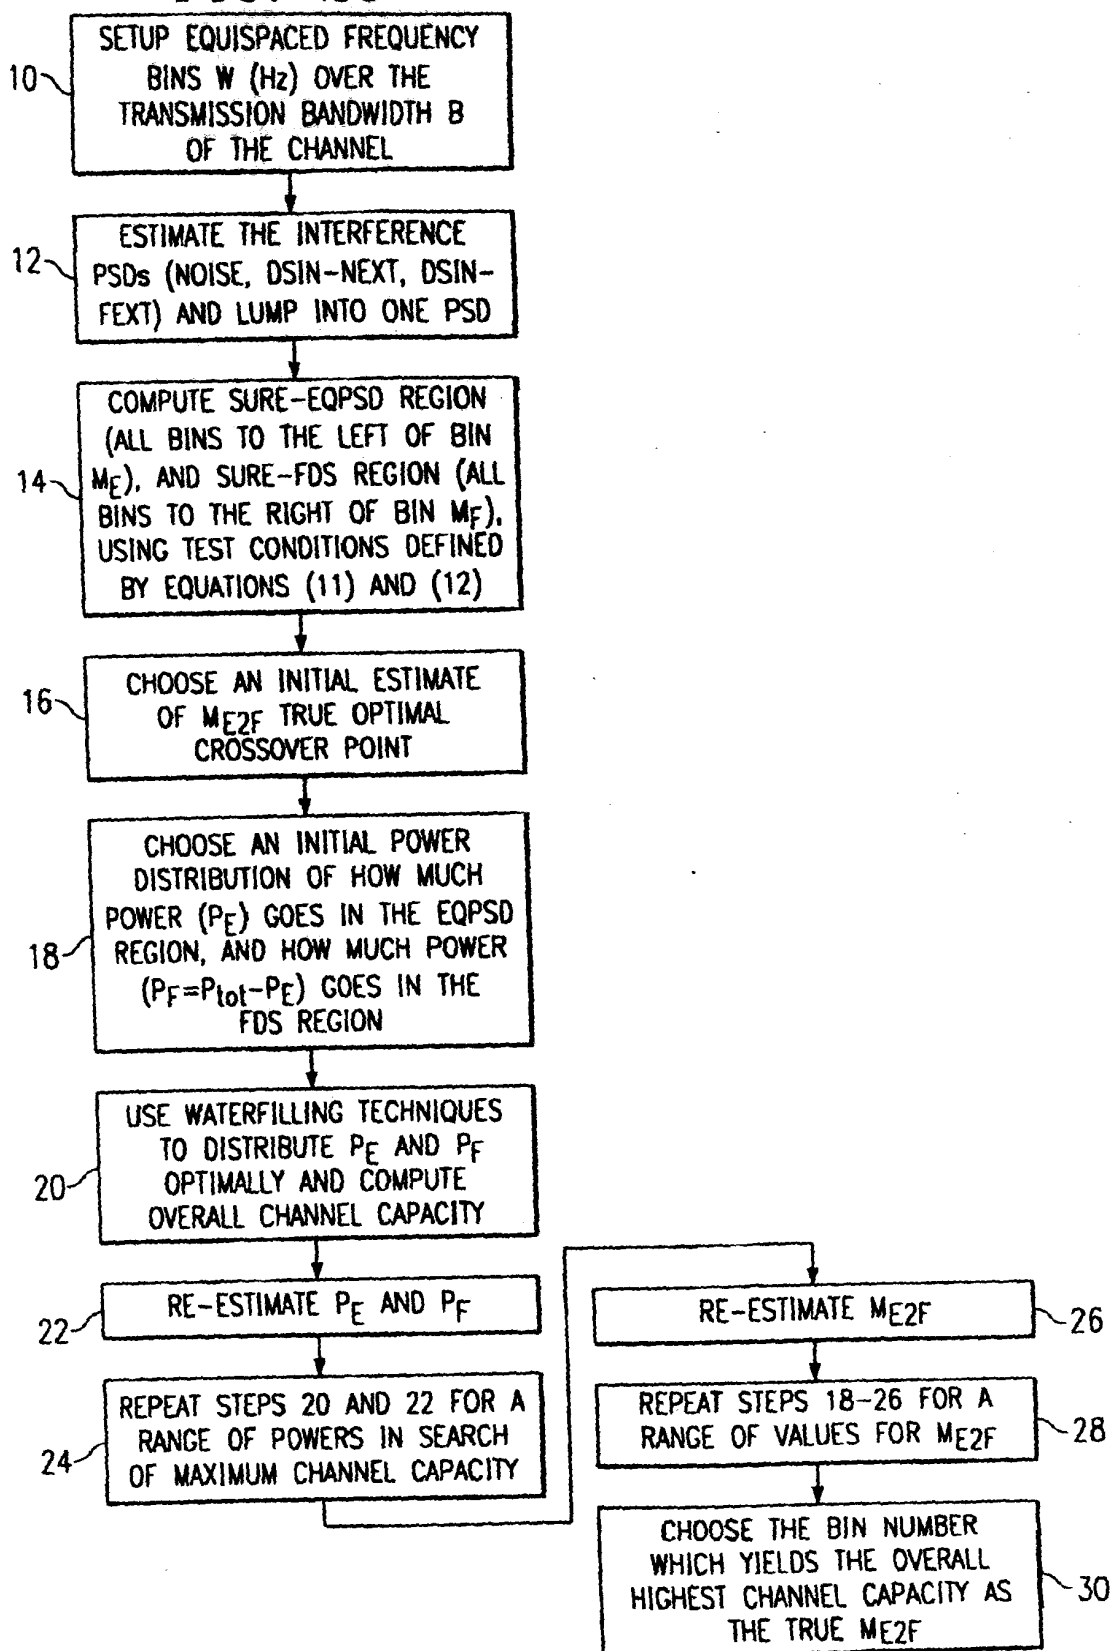 SETUP EQUISPACED FREQUENCY
10 BINS W (Hz) OVER THE
TRANSMISSION BANDWIDTH B
OF THE CHANNEL
ESTIMATE THE INTERFERENCE
12 PSDs (NOISE, DSIN-NEXT, DSIN-
FEXT) AND LUMP INTO ONE PSD
COMPUTE SURE-EQPSD REGION
(ALL BINS TO THE LEFT OF BIN
14 ME), AND SURE-FDS REGION (ALL
BINS TO THE RIGHT OF BIN MF),
USING TEST CONDITIONS DEFINED
BY EQUATIONS (11) AND (12)
CHOOSE AN INITIAL ESTIMATE
16 OF ME2F TRUE OPTIMAL
CROSSOVER POINT
CHOOSE AN INITIAL POWER
DISTRIBUTION OF HOW MUCH
POWER (PE) GOES IN THE EQPSD
18 REGION, AND HOW MUCH POWER
(PF=Ptot-PE) GOES IN THE
FDS REGION
USE WATERFILLING TECHNIQUES
TO DISTRIBUTE PE AND PF
20 OPTIMALLY AND COMPUTE
OVERALL CHANNEL CAPACITY
22 RE-ESTIMATE PE AND PF
REPEAT STEPS 20 AND 22 FOR A
RANGE OF POWERS IN SEARCH
24 OF MAXIMUM CHANNEL CAPACITY
RE-ESTIMATE ME2F 26
REPEAT STEPS 18-26 FOR A
RANGE OF VALUES FOR ME2F 28
CHOOSE THE BIN NUMBER
WHICH YIELDS THE OVERALL
HIGHEST CHANNEL CAPACITY AS 30
THE TRUE ME2F